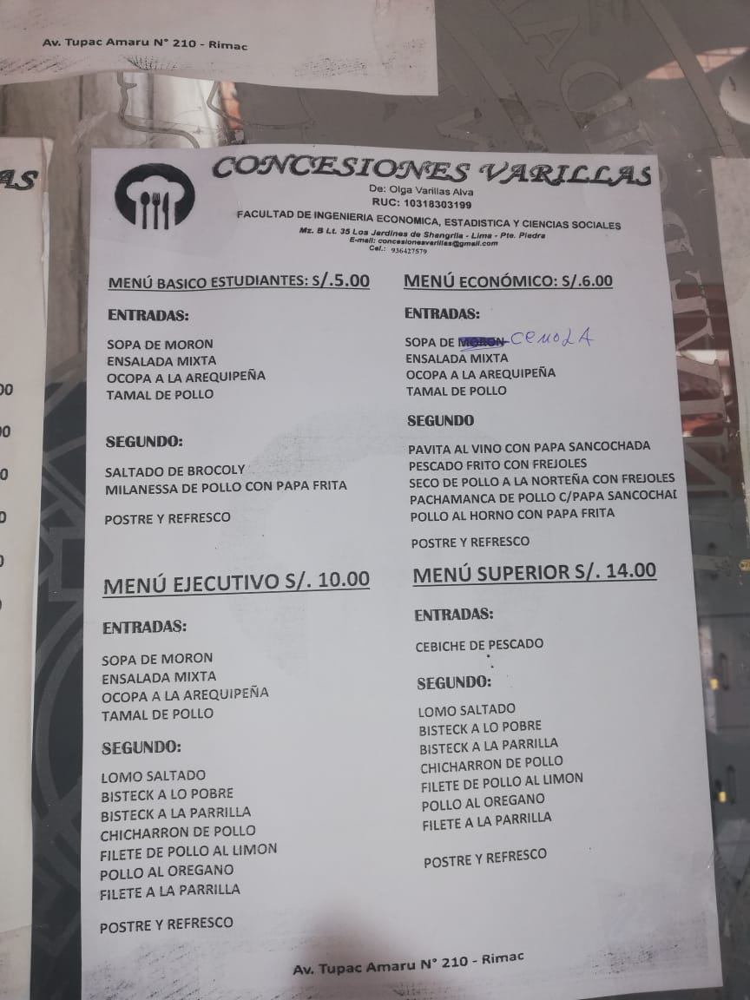 Av. Tupac Amaru N° 210 - Rimac
AS
CONCESIONES VARILLAS
De: Olga Varillas Alva
RUC: 10318303199
FACULTAD DE INGENIERIA ECONOMICA, ESTADISTICA Y CIENCIAS SOCIALES
Mz. B Lt. 35 Los Jardines de Shangrila - Lima - Pte. Piedra
E-mail: concesionesvarillas@gmail.com
Cel.: 936427579
MENÚ BASICO ESTUDIANTES: S/.5.00
ENTRADAS:
SOPA DE MORON
ENSALADA MIXTA
OCOPA A LA AREQUIPEÑA
TAMAL DE POLLO
SEGUNDO:
SALTADO DE BROCOLY
MILANESSA DE POLLO CON PAPA FRITA
POSTRE Y REFRESCO
MENÚ ECONÓMICO: S/.6.00
ENTRADAS:
SOPA DE MORON CEMOLA
ENSALADA MIXTA
OCOPA A LA AREQUIPEÑA
TAMAL DE POLLO
SEGUNDO
PAVITA AL VINO CON PAPA SANCOCHADA
PESCADO FRITO CON FREJOLES
SECO DE POLLO A LA NORTEÑA CON FREJOLES
PACHAMANCA DE POLLO C/PAPA SANCOCHAD
POLLO AL HORNO CON PAPA FRITA
POSTRE Y REFRESCO
MENÚ EJECUTIVO S/. 10.00
ENTRADAS:
SOPA DE MORON
ENSALADA MIXTA
OCOPA A LA AREQUIPEÑA
TAMAL DE POLLO
SEGUNDO:
LOMO SALTADO
BISTECK A LO POBRE
BISTECK A LA PARRILLA
CHICHARRON DE POLLO
FILETE DE POLLO AL LIMON
POLLO AL OREGANO
FILETE A LA PARRILLA
POSTRE Y REFRESCO
MENÚ SUPERIOR S/. 14.00
ENTRADAS:
CEBICHE DE PESCADO
SEGUNDO:
LOMO SALTADO
BISTECK A LO POBRE
BISTECK A LA PARRILLA
CHICHARRON DE POLLO
FILETE DE POLLO AL LIMON
POLLO AL OREGANO
FILETE A LA PARRILLA
POSTRE Y REFRESCO
Av. Tupac Amaru N° 210 - Rimac